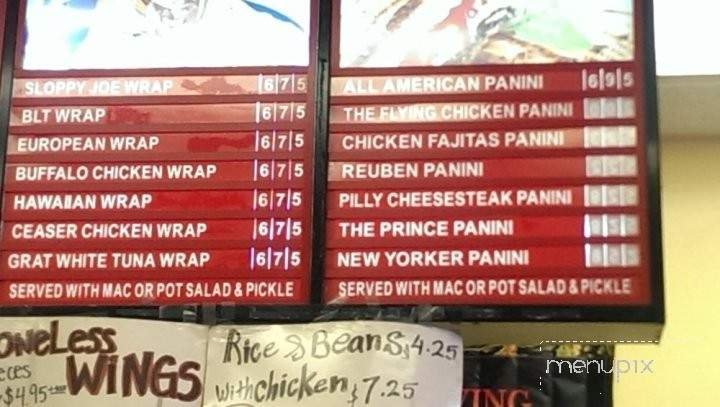 SLOPPY JOE WRAP 6 7 5
BLT WRAP 6 7 5
EUROPEAN WRAP 6 7 5
BUFFALO CHICKEN WRAP 6 7 5
HAWAIIAN WRAP 6 7 5
CEASER CHICKEN WRAP 6 7 5
GRAT WHITE TUNA WRAP 6 7 5
SERVED WITH MAC OR POT SALAD & PICKLE
ALL AMERICAN PANINI 6 9 5
THE FLYING CHICKEN PANINI
CHICKEN FAJITAS PANINI
REUBEN PANINI
PILLY CHEESESTEAK PANINI
THE PRINCE PANINI
NEW YORKER PANINI
SERVED WITH MAC OR POT SALAD & PICKLE
oneLess
WINGS
eces
$4.95
Rice & Beans $4.25
with chicken $7.25
menupix